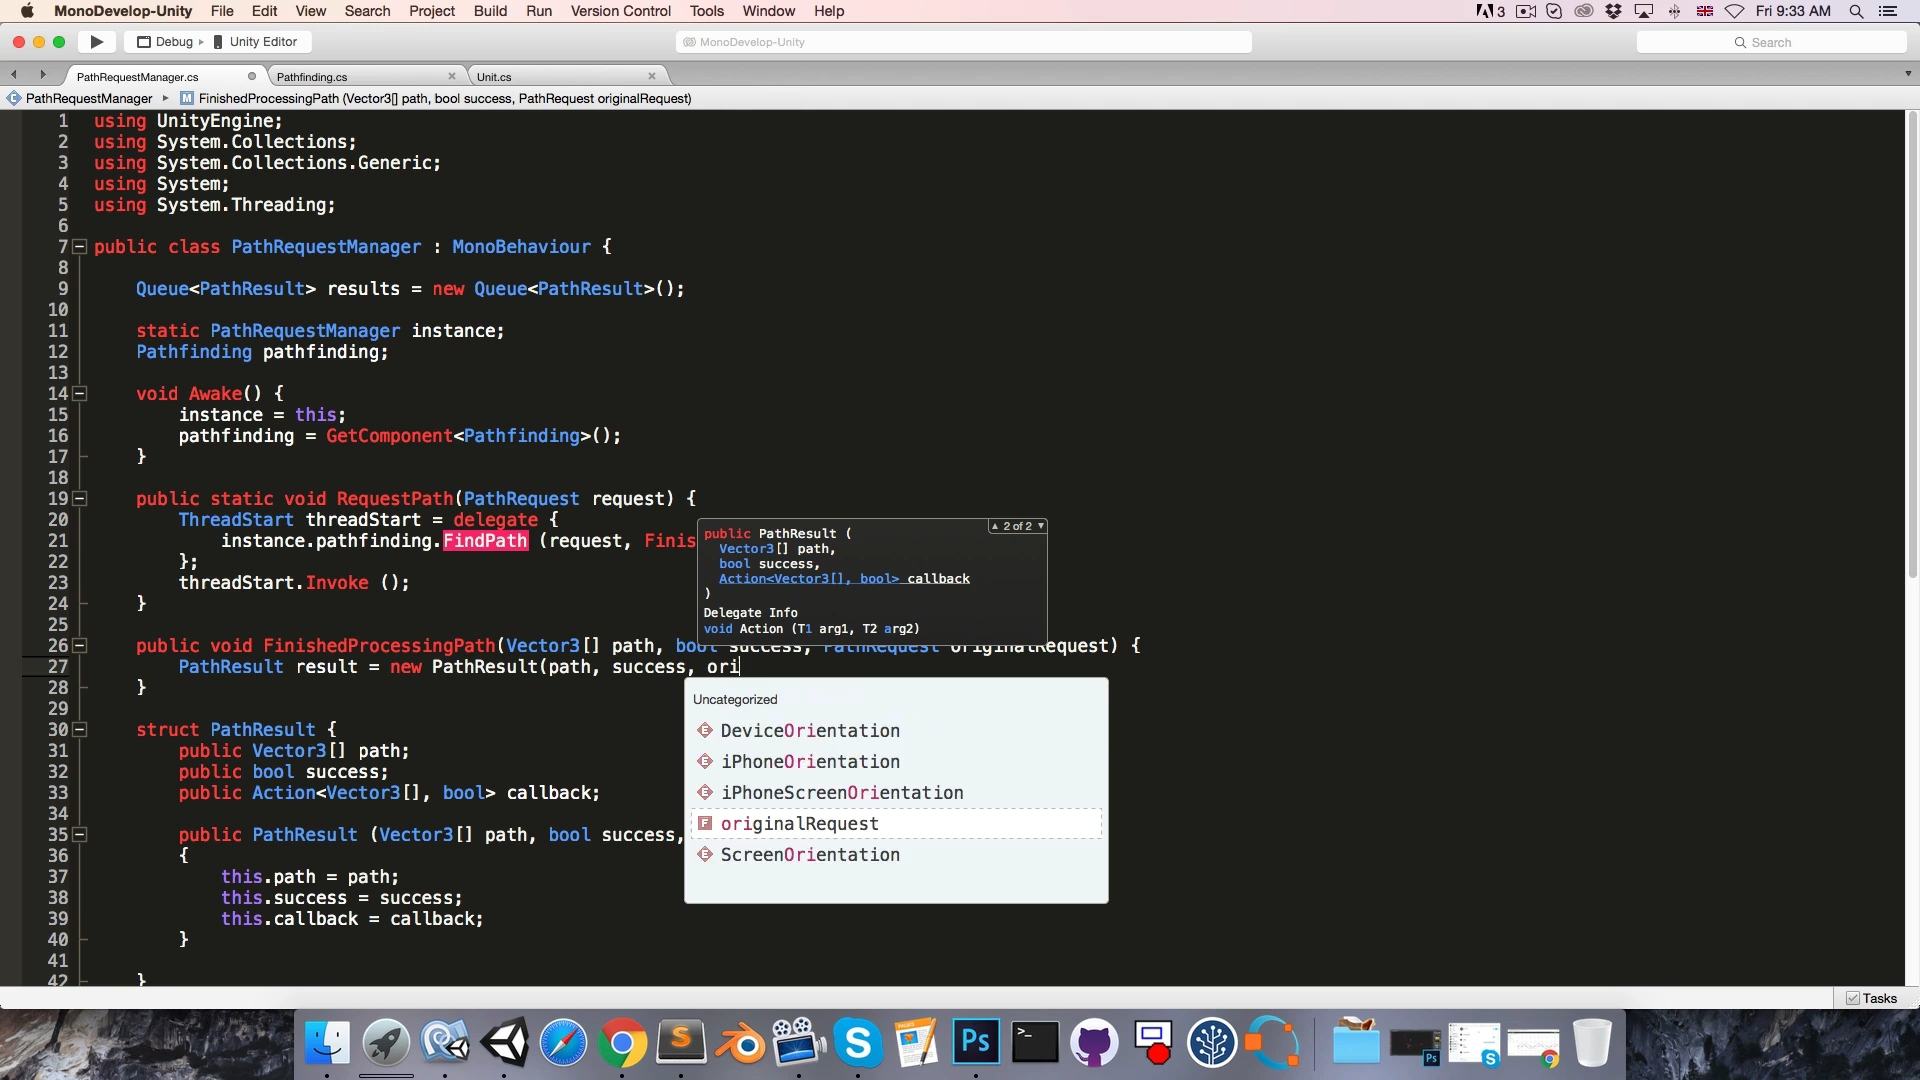 MonoDevelop-Unity File Edit View Search Project Build Run Version Control Tools Window Help 3 Fri 9:33 AM
Debug Unity Editor MonoDevelop-Unity Search
PathRequestManager.cs Pathfinding.cs Unit.cs
PathRequestManager FinishedProcessingPath (Vector3[] path, bool success, PathRequest originalRequest)
1 using UnityEngine;
2 using System.Collections;
3 using System.Collections.Generic;
4 using System;
5 using System.Threading;
6
7 public class PathRequestManager : MonoBehaviour {
8
9 Queue<PathResult> results = new Queue<PathResult>();
10
11 static PathRequestManager instance;
12 Pathfinding pathfinding;
13
14 void Awake() {
15 instance = this;
16 pathfinding = GetComponent<Pathfinding>();
17 }
18
19 public static void RequestPath(PathRequest request) {
20 ThreadStart threadStart = delegate {
21 instance.pathfinding.FindPath (request, Finis
22 };
23 threadStart.Invoke ();
24 }
25
26 public void FinishedProcessingPath(Vector3[] path, bool success, PathRequest originalRequest) {
27 PathResult result = new PathResult(path, success, ori
28 }
29
30 struct PathResult {
31 public Vector3[] path;
32 public bool success;
33 public Action<Vector3[], bool> callback;
34
35 public PathResult (Vector3[] path, bool success,
36 {
37 this.path = path;
38 this.success = success;
39 this.callback = callback;
40 }
41
42 }
2 of 2
public PathResult (
Vector3[] path,
bool success,
Action<Vector3[], bool> callback
)
Delegate Info
void Action (T1 arg1, T2 arg2)
Uncategorized
DeviceOrientation
iPhoneOrientation
iPhoneScreenOrientation
originalRequest
ScreenOrientation
Tasks